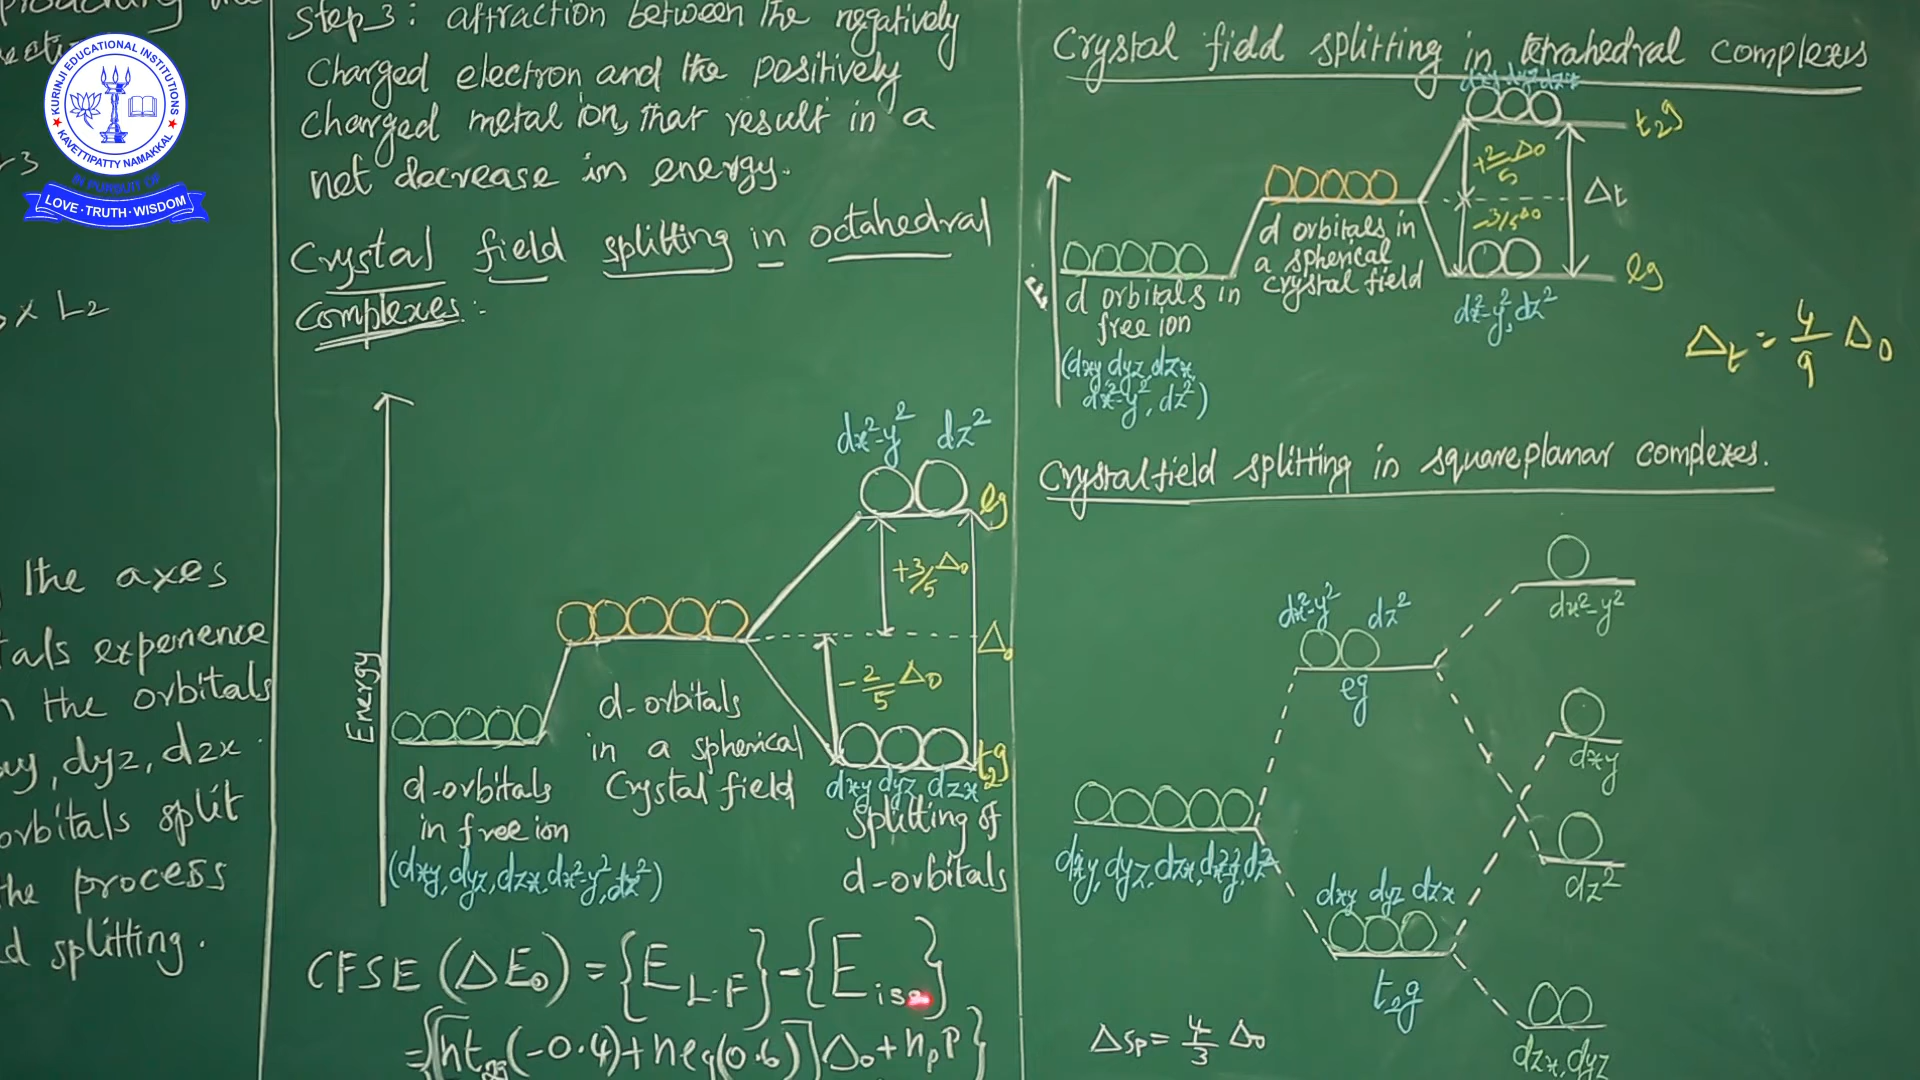 KURINJI EDUCATIONAL INSTITUTIONS
KAVETTIPATTY NAMAKKAL
IN PURSUIT OF
LOVE · TRUTH · WISDOM
x L2
the axes
experience
the orbitals
dyz, dzx.
orbitals split
the process
splitting.
Step 3: attraction between the negatively
charged electron and the positively
charged metal ion, that result in a
net decrease in energy.
Crystal field splitting in octahedral
Complexes:
Energy
dx²-y² dz²
eg
+3/5 Δo
Δo
-2/5 Δo
t2g
d-orbitals
in free ion
(dxy, dyz, dzx, dx²-y², dz²)
d-orbitals
in a spherical
Crystal field
dxy dyz dzx
splitting of
d-orbitals
CFSE (ΔEo) = {E L.F} - {E iso}
= {[nt2g(-0.4)+neg(0.6)]Δo + npP}
Crystal field splitting in tetrahedral complexes
dxy dyz dzx
t2g
+2/5 Δo
Δt
-3/5 Δo
eg
dx²-y², dz²
E
d orbitals in
free ion
(dxy dyz, dzx,
dx²-y², dz²)
d orbitals in
a spherical
crystal field
Δt = 4/9 Δo
Crystalfield splitting in squareplanar complexes.
dx²-y² dz²
eg
dx²-y²
dxy
dz²
dxy, dyz, dzx, dx²-y², dz²
dxy dyz dzx
t2g
dzx, dyz
Δsp = 4/3 Δo